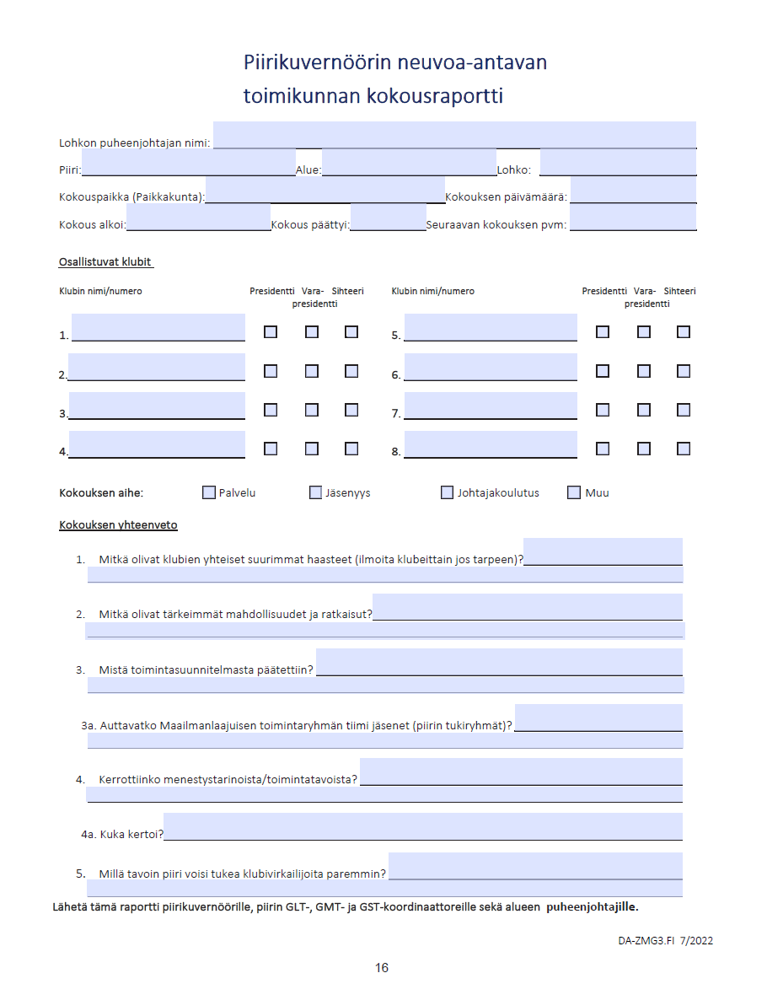 Piirikuvernöörin neuvoa-antavan
toimikunnan kokousraportti
Lohkon puheenjohtajan nimi:
Piiri: Alue: Lohko:
Kokouspaikka (Paikkakunta): Kokouksen päivämäärä:
Kokous alkoi: Kokous päättyi: Seuraavan kokouksen pvm:
Osallistuvat klubit
Klubin nimi/numero Presidentti Vara- Sihteeri Klubin nimi/numero Presidentti Vara- Sihteeri
presidentti presidentti
1. 5.
2. 6.
3. 7.
4. 8.
Kokouksen aihe: Palvelu Jäsenyys Johtajakoulutus Muu
Kokouksen yhteenveto
1. Mitkä olivat klubien yhteiset suurimmat haasteet (ilmoita klubeittain jos tarpeen)?
2. Mitkä olivat tärkeimmät mahdollisuudet ja ratkaisut?
3. Mistä toimintasuunnitelmasta päätettiin?
3a. Auttavatko Maailmanlaajuisen toimintaryhmän tiimi jäsenet (piirin tukiryhmät)?
4. Kerrottiinko menestystarinoista/toimintatavoista?
4a. Kuka kertoi?
5. Millä tavoin piiri voisi tukea klubivirkailijoita paremmin?
Lähetä tämä raportti piirikuvernöörille, piirin GLT-, GMT- ja GST-koordinaattoreille sekä alueen puheenjohtajille.
DA-ZMG3.FI 7/2022
16